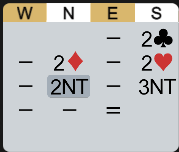 W N E S
- 2♣
- 2♦ - 2♥
- 2NT - 3NT
- - =